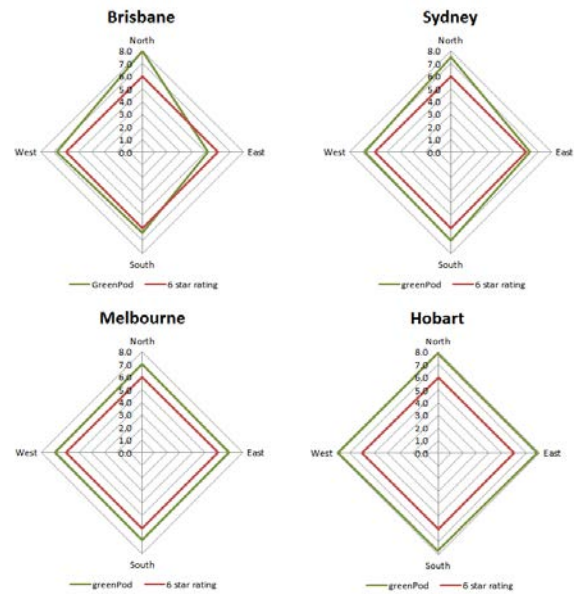 Brisbane
North
8.0
7.0
6.0
5.0
4.0
3.0
2.0
1.0
0.0
West
East
South
GreenPod 6 star rating
Sydney
North
8.0
7.0
6.0
5.0
4.0
3.0
2.0
1.0
0.0
West
East
South
greenPod 6 star rating
Melbourne
North
8.0
7.0
6.0
5.0
4.0
3.0
2.0
1.0
0.0
West
East
South
greenPod 6 star rating
Hobart
North
8.0
7.0
6.0
5.0
4.0
3.0
2.0
1.0
0.0
West
East
South
greenPod 6 star rating